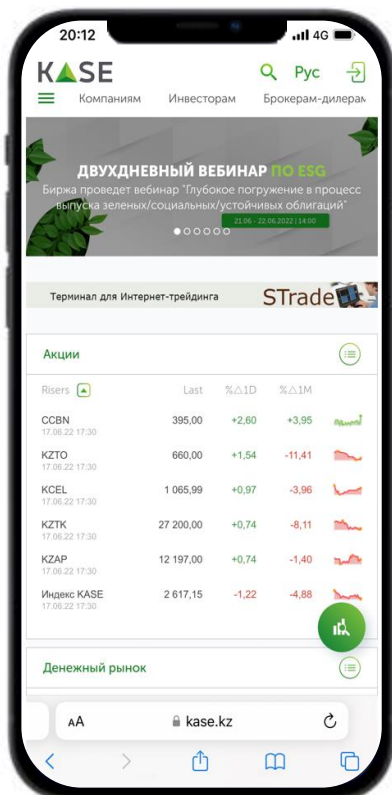 20:12
4G
KASE
Рус
Компаниям Инвесторам Брокерам-дилерам
ДВУХДНЕВНЫЙ ВЕБИНАР ПО ESG
Биржа проведет вебинар "Глубокое погружение в процесс
выпуска зеленых/социальных/устойчивых облигаций"
21.06 - 22.06.2022 | 14:00
Терминал для Интернет-трейдинга STrade
Акции
Risers Last %△1D %△1M
CCBN 395,00 +2,60 +3,95
17.06.22 17:30
KZTO 660,00 +1,54 -11,41
17.06.22 17:30
KCEL 1 065,99 +0,97 -3,96
17.06.22 17:30
KZTK 27 200,00 +0,74 -8,11
17.06.22 17:30
KZAP 12 197,00 +0,74 -1,40
17.06.22 17:30
Индекс KASE 2 617,15 -1,22 -4,88
17.06.22 17:30
Денежный рынок
AA kase.kz